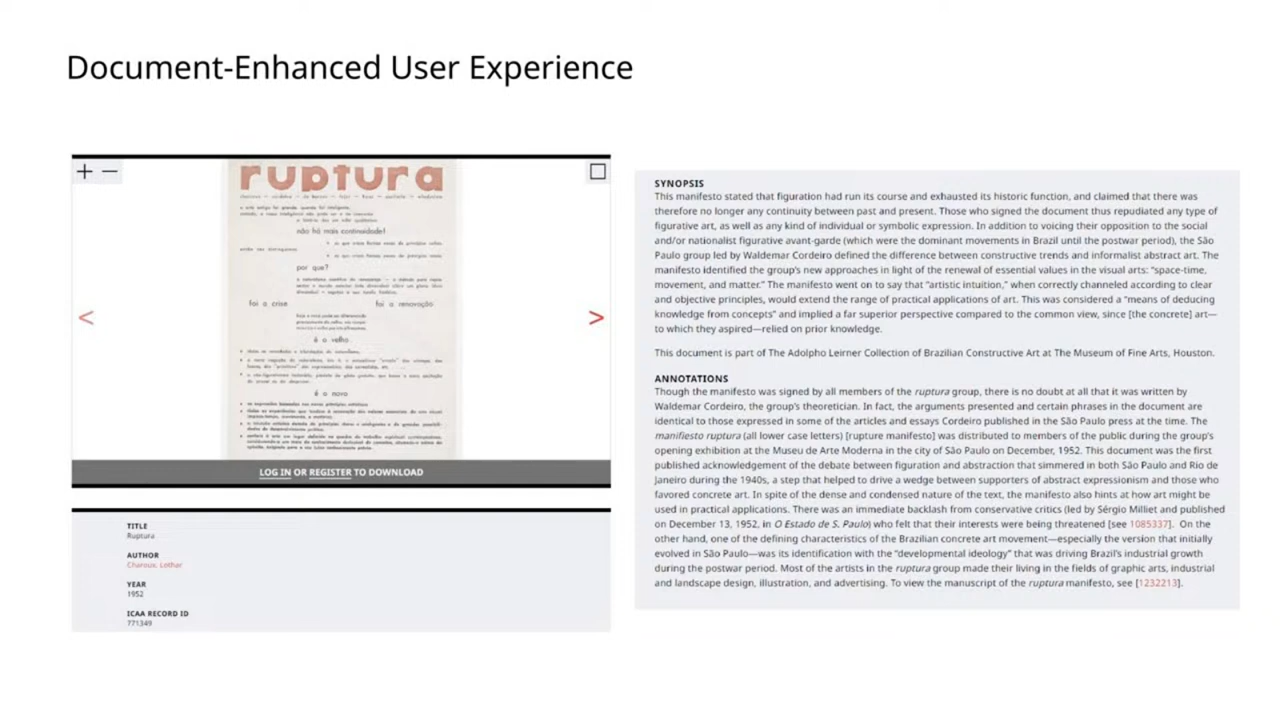 Document-Enhanced User Experience
+ —
ruptura
charoux – cordeiro – de barros – fejer – haar – sacilotto – wladyslaw
a arte antiga foi grande, quando foi inteligente.
não há mais continuidade!
por que?
foi a crise
foi a renovação
é o velho
é o novo
<
>
LOG IN OR REGISTER TO DOWNLOAD
TITLE
Ruptura
AUTHOR
Charoux, Lothar
YEAR
1952
ICAA RECORD ID
771349
SYNOPSIS
This manifesto stated that figuration had run its course and exhausted its historic function, and claimed that there was
therefore no longer any continuity between past and present. Those who signed the document thus repudiated any type of
figurative art, as well as any kind of individual or symbolic expression. In addition to voicing their opposition to the social
and/or nationalist figurative avant-garde (which were the dominant movements in Brazil until the postwar period), the São
Paulo group led by Waldemar Cordeiro defined the difference between constructive trends and informalist abstract art. The
manifesto identified the group's new approaches in light of the renewal of essential values in the visual arts: "space-time,
movement, and matter." The manifesto went on to say that "artistic intuition," when correctly channeled according to clear
and objective principles, would extend the range of practical applications of art. This was considered a "means of deducing
knowledge from concepts" and implied a far superior perspective compared to the common view, since [the concrete] art—
to which they aspired—relied on prior knowledge.
This document is part of The Adolpho Leirner Collection of Brazilian Constructive Art at The Museum of Fine Arts, Houston.
ANNOTATIONS
Though the manifesto was signed by all members of the ruptura group, there is no doubt at all that it was written by
Waldemar Cordeiro, the group's theoretician. In fact, the arguments presented and certain phrases in the document are
identical to those expressed in some of the articles and essays Cordeiro published in the São Paulo press at the time. The
manifiesto ruptura (all lower case letters) [rupture manifesto] was distributed to members of the public during the group's
opening exhibition at the Museu de Arte Moderna in the city of São Paulo on December, 1952. This document was the first
published acknowledgement of the debate between figuration and abstraction that simmered in both São Paulo and Rio de
Janeiro during the 1940s, a step that helped to drive a wedge between supporters of abstract expressionism and those who
favored concrete art. In spite of the dense and condensed nature of the text, the manifesto also hints at how art might be
used in practical applications. There was an immediate backlash from conservative critics (led by Sérgio Milliet and published
on December 13, 1952, in O Estado de S. Paulo) who felt that their interests were being threatened [see 1085337]. On the
other hand, one of the defining characteristics of the Brazilian concrete art movement—especially the version that initially
evolved in São Paulo—was its identification with the "developmental ideology" that was driving Brazil's industrial growth
during the postwar period. Most of the artists in the ruptura group made their living in the fields of graphic arts, industrial
and landscape design, illustration, and advertising. To view the manuscript of the ruptura manifesto, see [1232213].